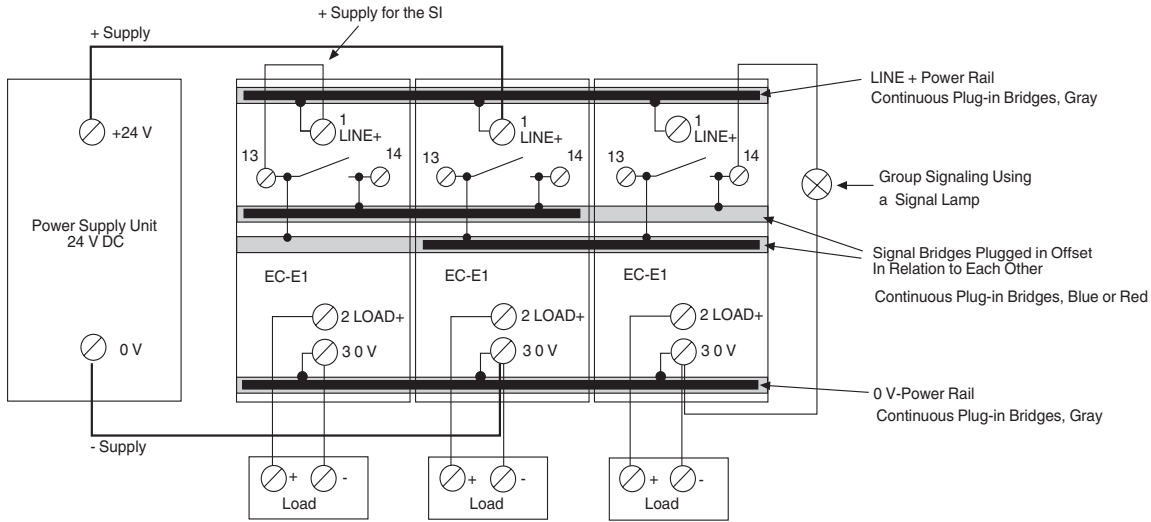 + Supply for the SI
+ Supply
LINE + Power Rail
Continuous Plug-in Bridges, Gray
+24 V
1
LINE+
1
LINE+
1
LINE+
13
14
13
14
13
14
Group Signaling Using
a Signal Lamp
Power Supply Unit
24 V DC
Signal Bridges Plugged in Offset
In Relation to Each Other
Continuous Plug-in Bridges, Blue or Red
EC-E1
EC-E1
EC-E1
2 LOAD+
2 LOAD+
2 LOAD+
0 V
3 0 V
3 0 V
3 0 V
0 V-Power Rail
Continuous Plug-in Bridges, Gray
- Supply
+ -
+ -
+ -
Load
Load
Load